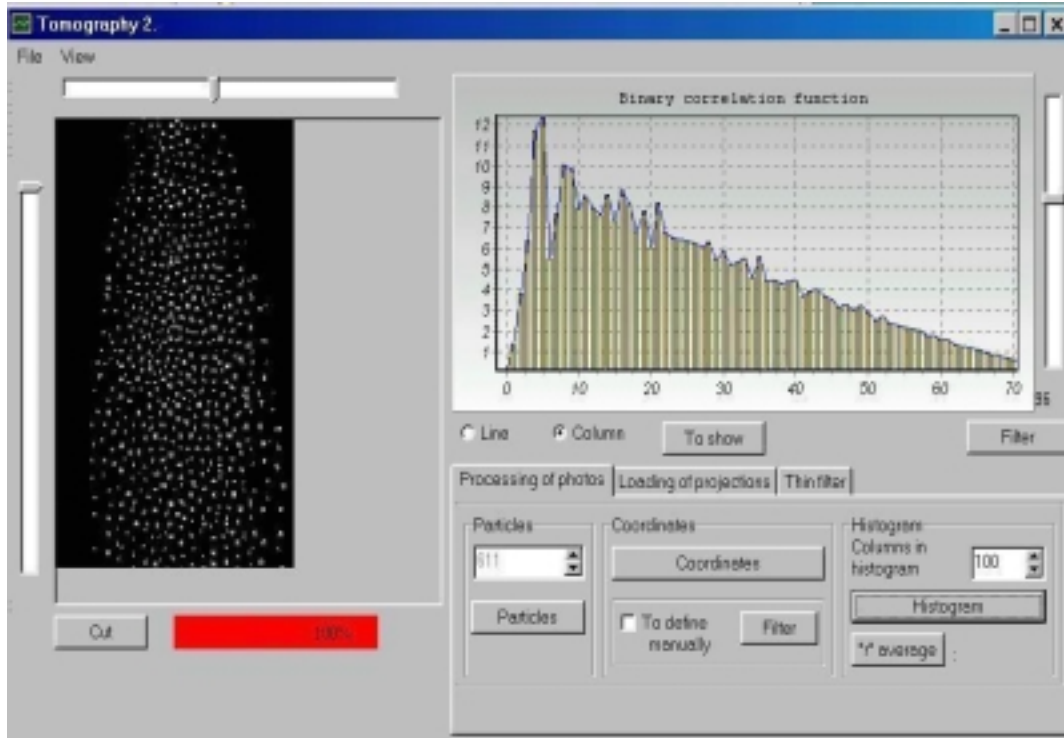 Tomography 2.
File View
Binary correlation function
12
11
10
9
8
7
6
5
4
3
2
1
0 10 20 30 40 50 60 70
96
Line Column To show Filter
Processing of photos Loading of projections Thin filter
Particles Coordinates Histogram
611 Coordinates Columns in histogram 100
Particles To define manually Filter Histogram
"r" average :
Cut 100%